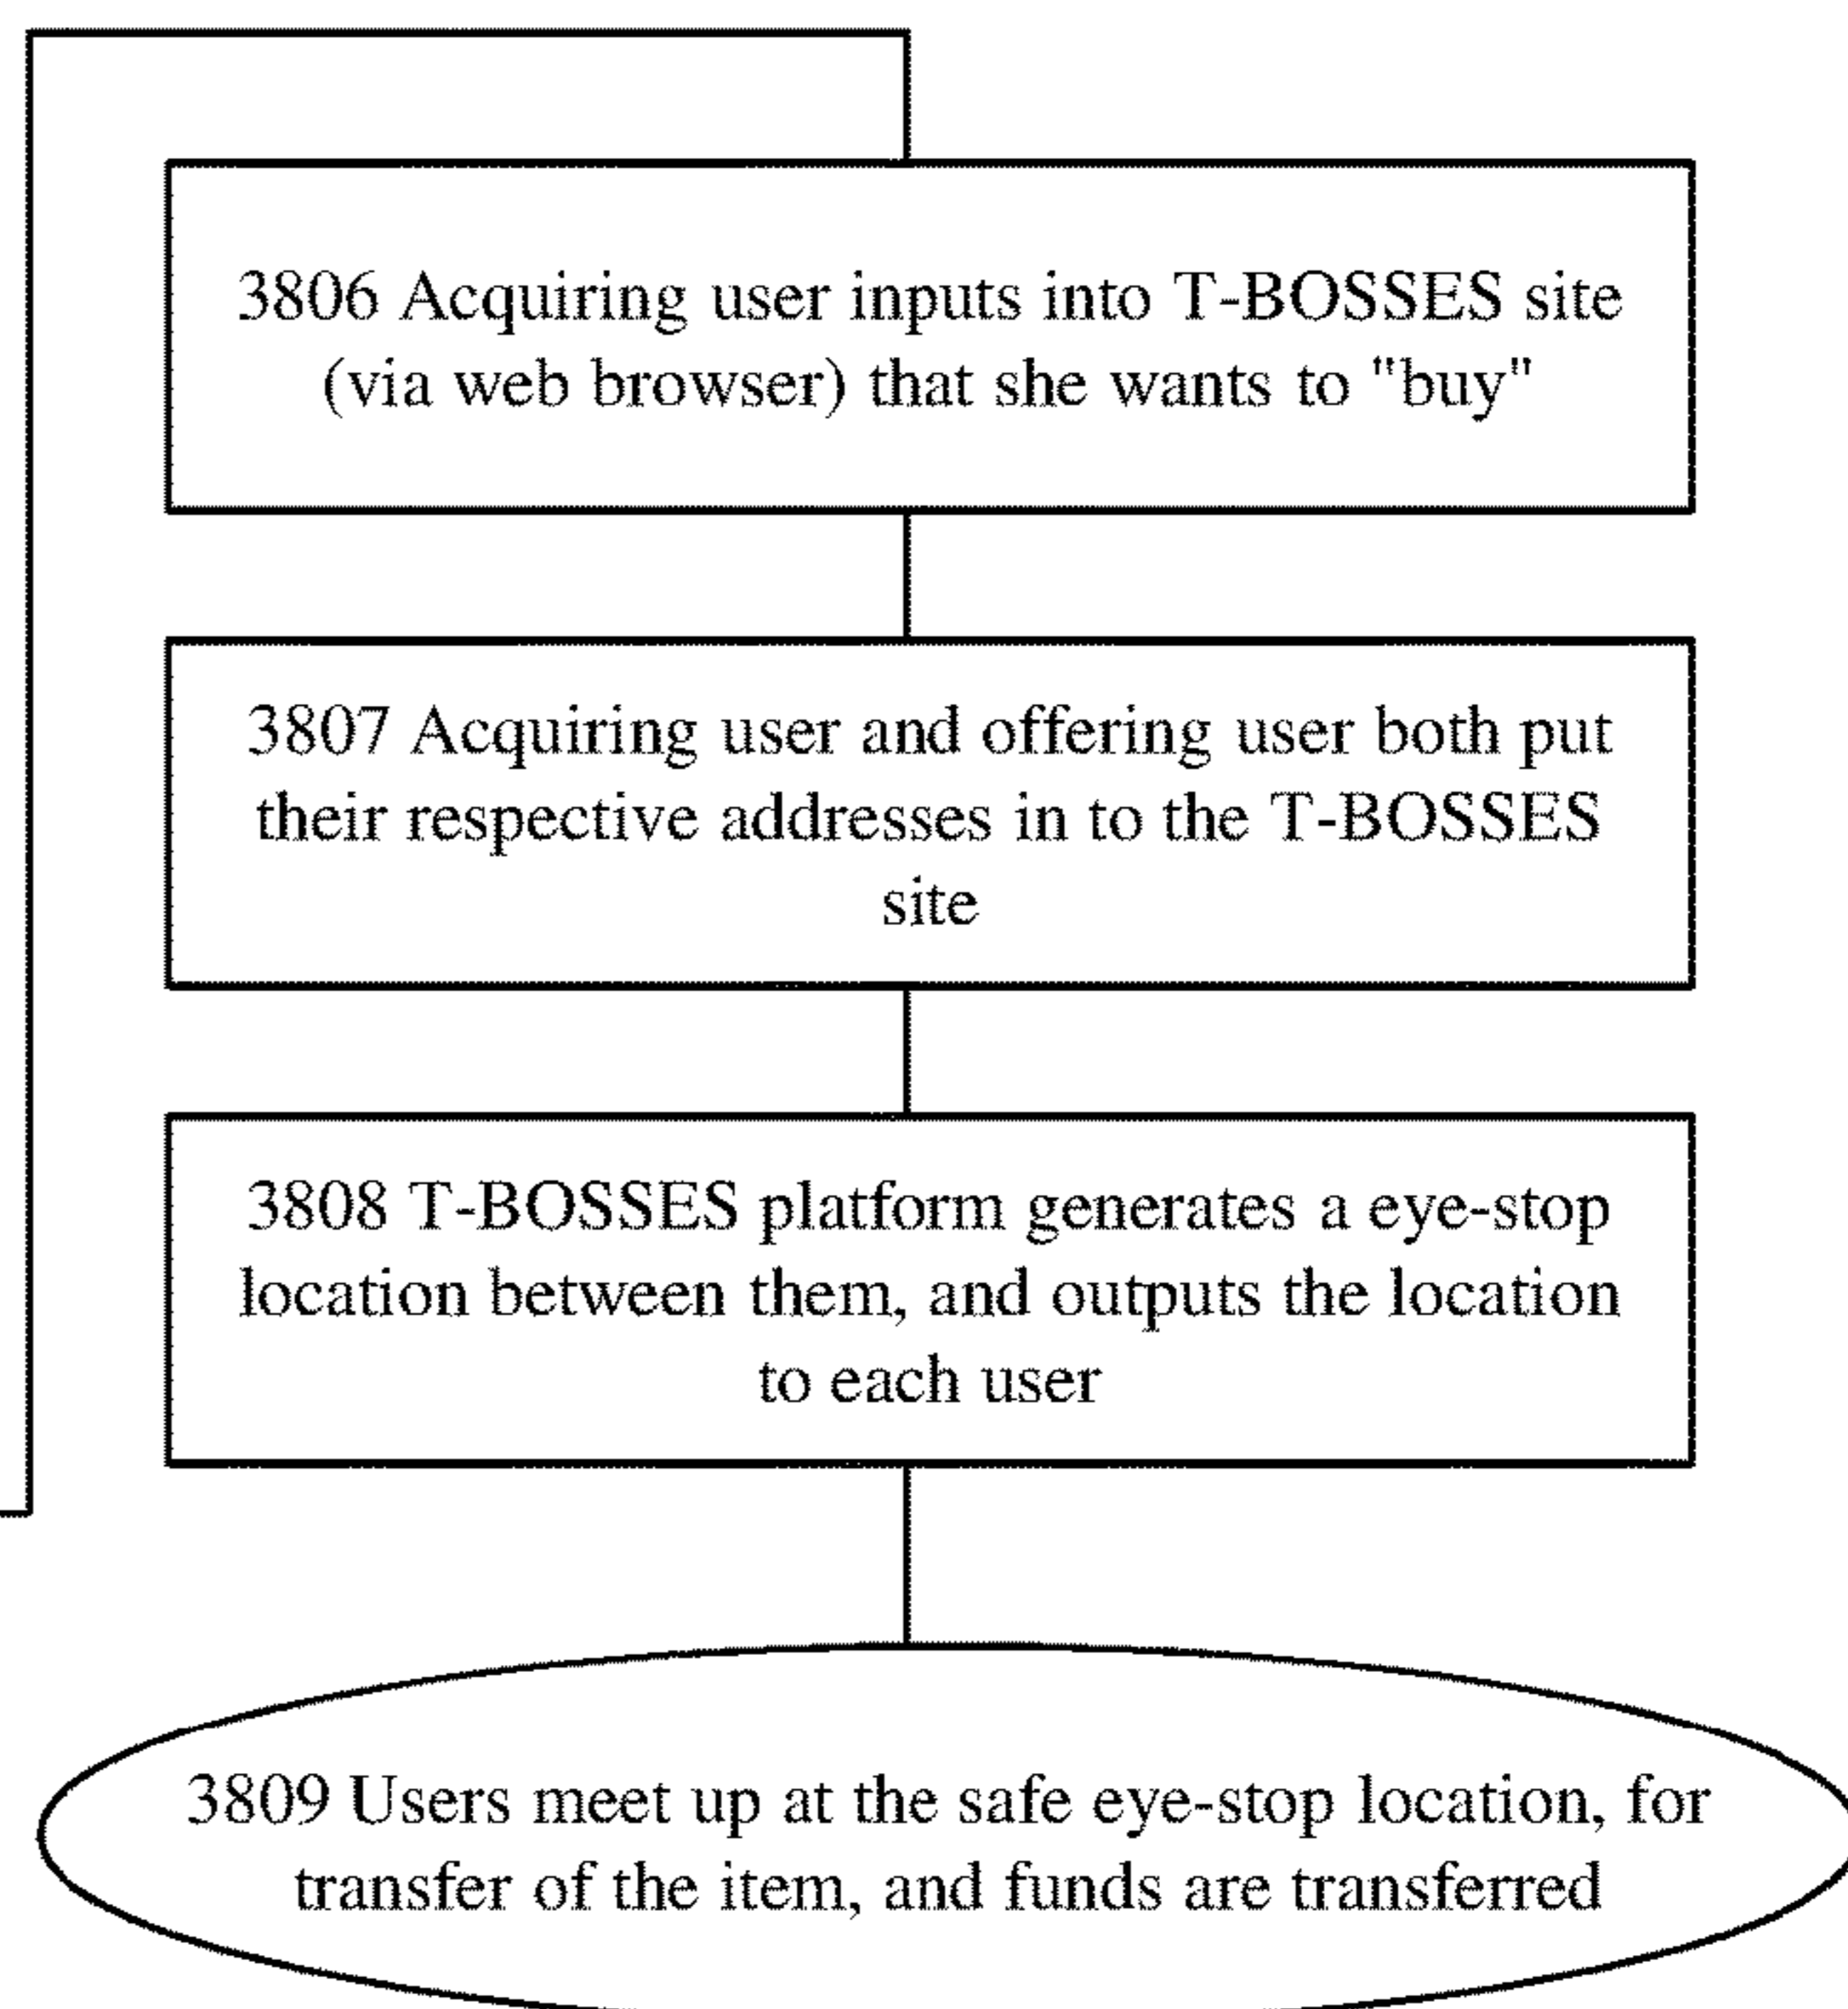 3806 Acquiring user inputs into T-BOSSES site
(via web browser) that she wants to "buy"
3807 Acquiring user and offering user both put
their respective addresses in to the T-BOSSES
site
3808 T-BOSSES platform generates a eye-stop
location between them, and outputs the location
to each user
3809 Users meet up at the safe eye-stop location, for
transfer of the item, and funds are transferred